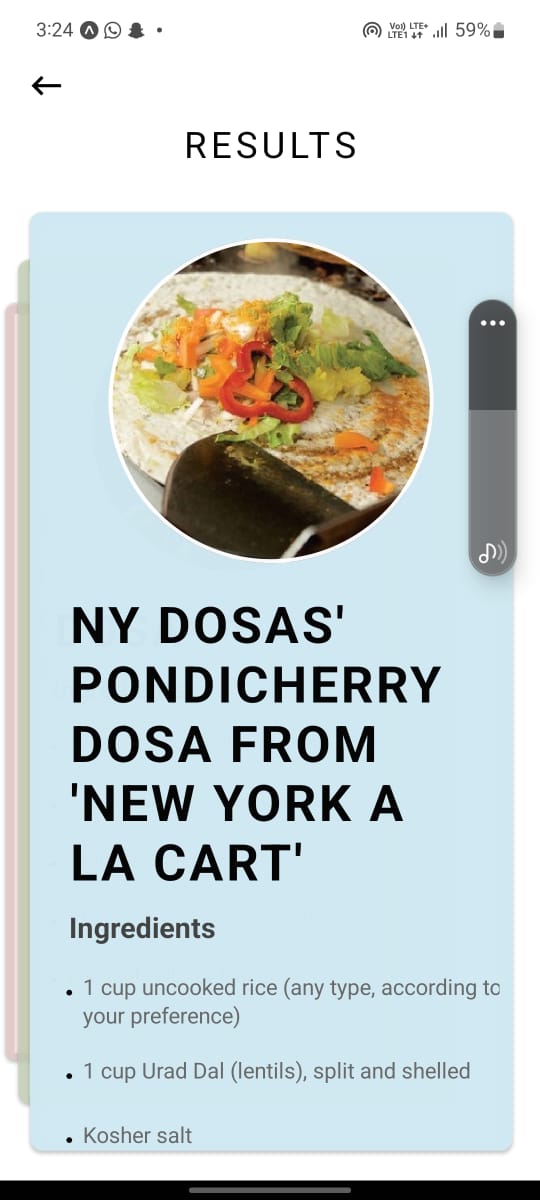 3:24
Vo)) LTE+
LTE1 59%
RESULTS
NY DOSAS'
PONDICHERRY
DOSA FROM
'NEW YORK A
LA CART'
Ingredients
• 1 cup uncooked rice (any type, according to
your preference)
• 1 cup Urad Dal (lentils), split and shelled
• Kosher salt